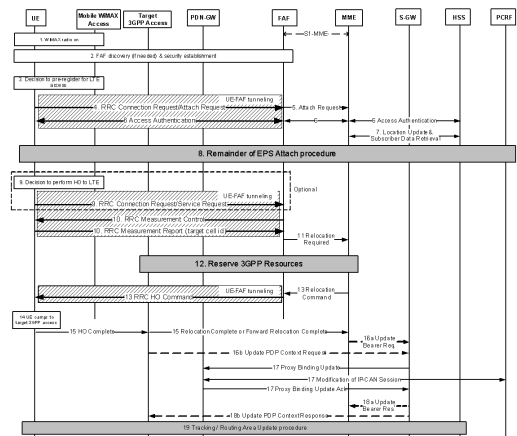 UE
Mobile WiMAX
Access
Target
3GPP Access
PDN-GW
FAF
MME
S-GW
HSS
PCRF
S1-MME
1. WiMAX radio on
2. FAF discovery (if needed) & security establishment
3. Decision to pre-register for LTE
access
UE-FAF tunneling
4. RRC Connection Request/Attach Request
5. Attach Request
6 Access Authentication
6
6 Access Authentication
7. Location Update &
Subscriber Data Retrieval
8. Remainder of EPS Attach procedure
9. Decision to perform HO to LTE
Optional
UE-FAF tunneling
9. RRC Connection Request/Service Request
10. RRC Measurement Control
10. RRC Measurement Report (target cell id)
11 Relocation
Required
12. Reserve 3GPP Resources
UE-FAF tunneling
13 RRC HO Command
13 Relocation
Command
14 UE camps to
target 3GPP access
15 HO Complete
15 Relocation Complete or Forward Relocation Complete
16a Update
Bearer Req
16b Update PDP Context Request
17 Proxy Binding Update
17 Modification of IP-CAN Session
17 Proxy Binding Update Ack
18a Update
Bearer Res
18b Update PDP Context Response
19 Tracking / Routing Area Update procedure